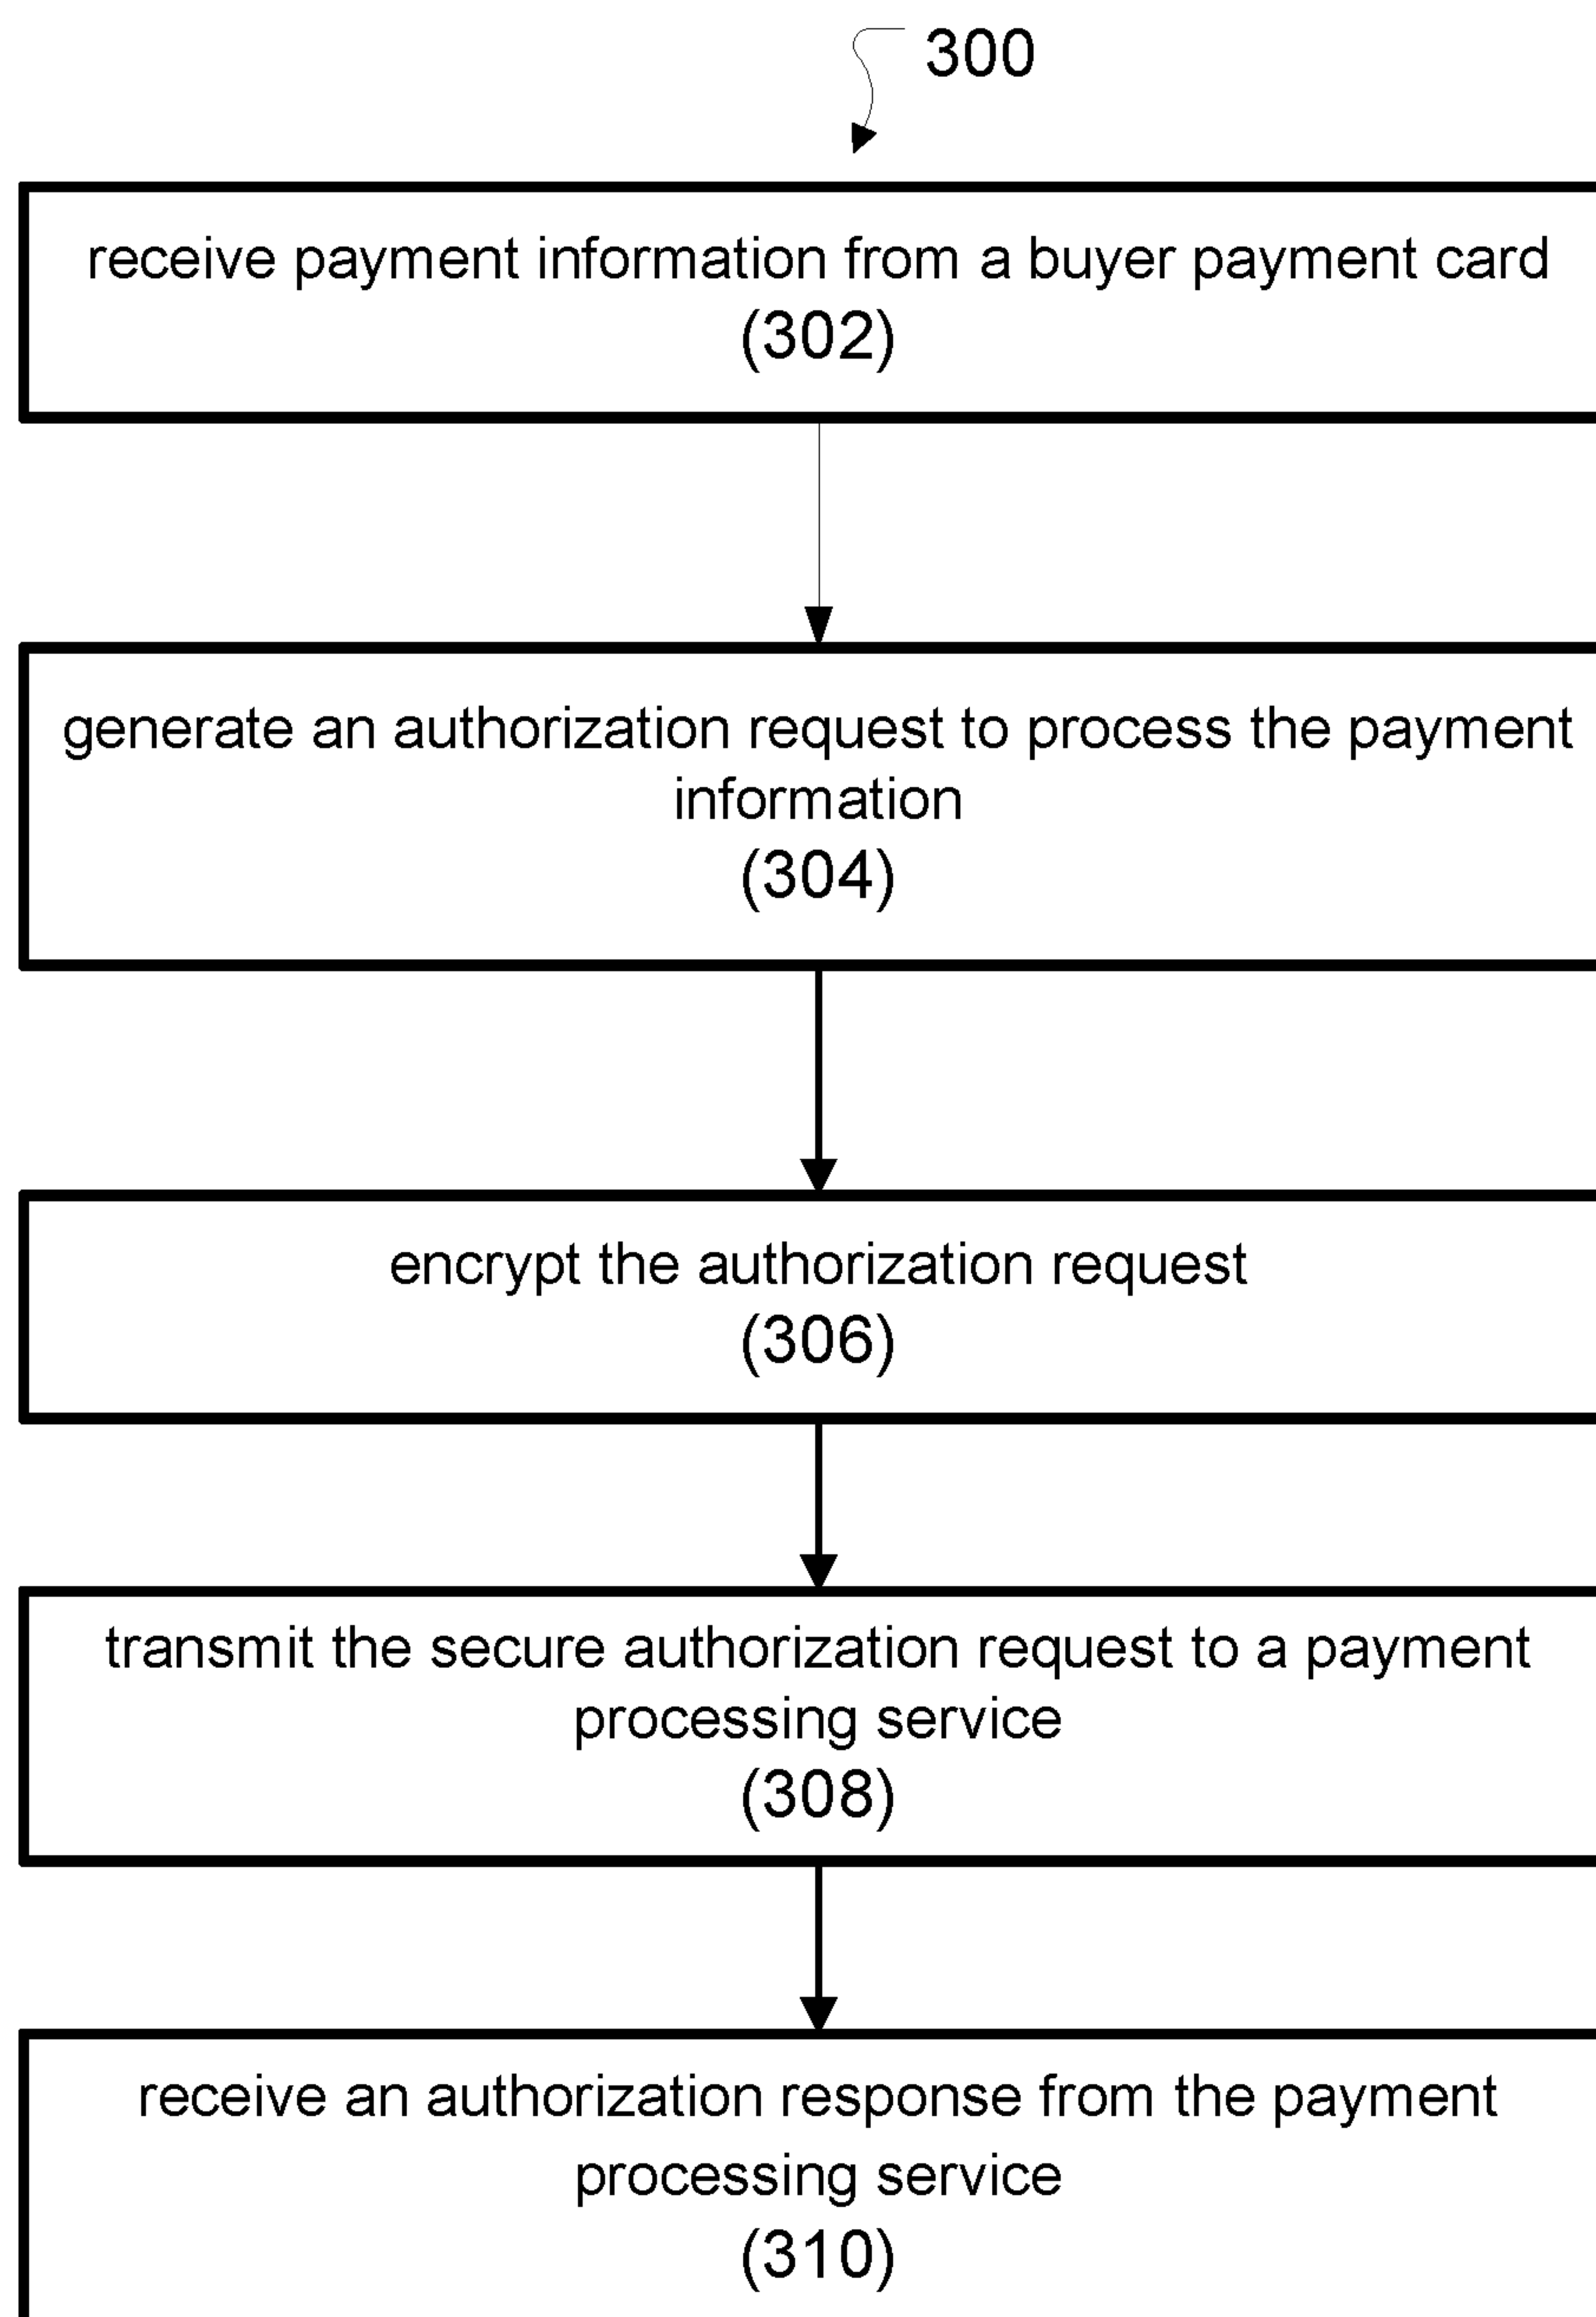 300
receive payment information from a buyer payment card
(302)
generate an authorization request to process the payment
information
(304)
encrypt the authorization request
(306)
transmit the secure authorization request to a payment
processing service
(308)
receive an authorization response from the payment
processing service
(310)